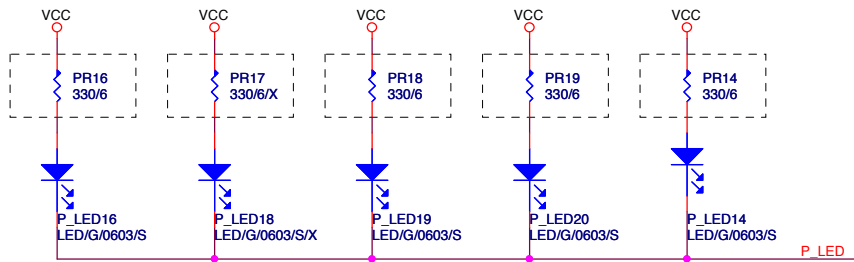 VCC
VCC
VCC
VCC
VCC
PR16
330/6
PR17
330/6/X
PR18
330/6
PR19
330/6
PR14
330/6
P_LED16
LED/G/0603/S
P_LED18
LED/G/0603/S/X
P_LED19
LED/G/0603/S
P_LED20
LED/G/0603/S
P_LED14
LED/G/0603/S
P_LED